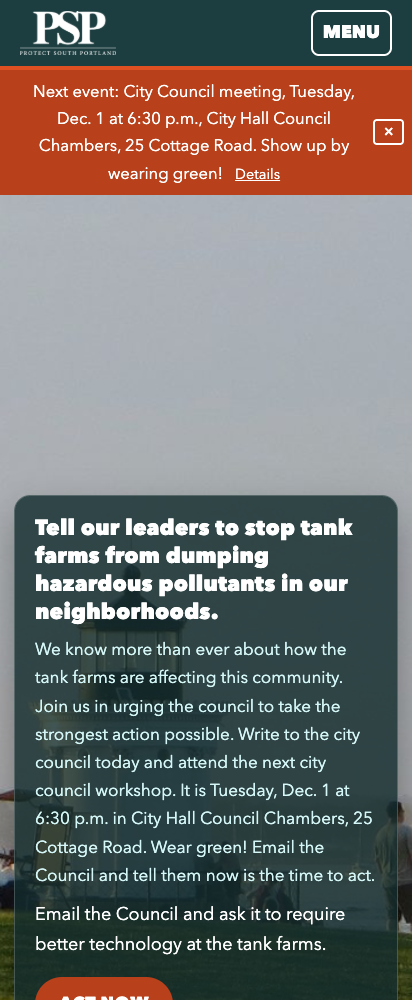 PSP
PROTECT SOUTH PORTLAND
MENU
Next event: City Council meeting, Tuesday,
Dec. 1 at 6:30 p.m., City Hall Council
Chambers, 25 Cottage Road. Show up by
wearing green! Details
×
Tell our leaders to stop tank
farms from dumping
hazardous pollutants in our
neighborhoods.
We know more than ever about how the
tank farms are affecting this community.
Join us in urging the council to take the
strongest action possible. Write to the city
council today and attend the next city
council workshop. It is Tuesday, Dec. 1 at
6:30 p.m. in City Hall Council Chambers, 25
Cottage Road. Wear green! Email the
Council and tell them now is the time to act.
Email the Council and ask it to require
better technology at the tank farms.
ACT NOW